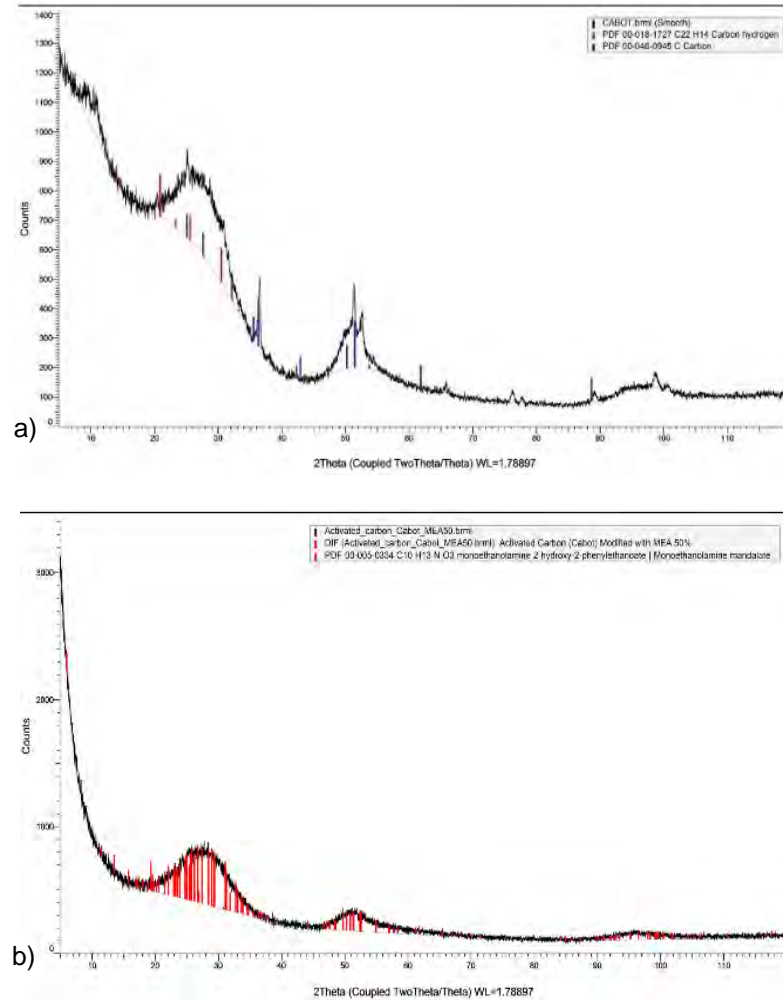 1400
1300
1200
1100
1000
900
800
700
600
500
400
300
200
100
0
Counts
CABOT.brml (Smooth)
PDF 00-018-1727 C22 H14 Carbon hydrogen
PDF 00-046-0945 C Carbon
10 20 30 40 50 60 70 80 90 100 110
2Theta (Coupled TwoTheta/Theta) WL=1.78897
a)
3000
2000
1000
0
Counts
Activated_carbon_Cabot_MEA50.brml
DIF (Activated_carbon_Cabot_MEA50.brml) Activated Carbon (Cabot) Modified with MEA 50%
PDF 00-005-0334 C10 H13 N O3 monoethanolamine 2 hydroxy-2-phenylethanoate | Monoethanolamine mandalate
10 20 30 40 50 60 70 80 90 100 110
2Theta (Coupled TwoTheta/Theta) WL=1.78897
b)